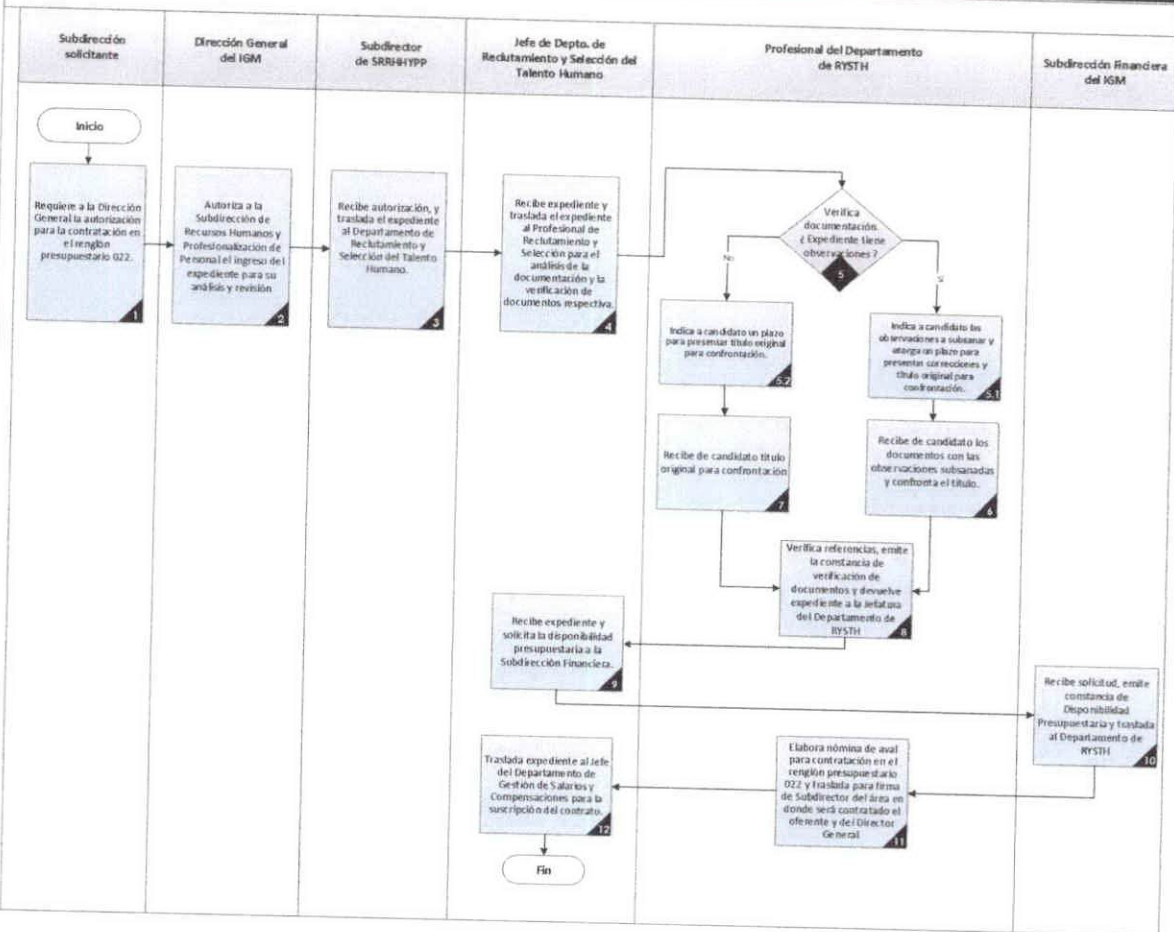 Subdirección
solicitante
Dirección General
del IGM
Subdirector
de SRRHHYPP
Jefe de Depto. de
Reclutamiento y Selección del
Talento Humano
Profesional del Departamento
de RYSTH
Subdirección Financiera
del IGM
Inicio
Requiere a la Dirección
General la autorización
para la contratación en
el renglón
presupuestario 022.
1
Autoriza a la
Subdirección de
Recursos Humanos y
Profesionalización de
Personal el ingreso del
expediente para su
análisis y revisión
2
Recibe autorización, y
traslada el expediente
al Departamento de
Reclutamiento y
Selección del Talento
Humano.
3
Recibe expediente y
traslada el expediente
al Profesional de
Reclutamiento y
Selección para el
análisis de la
documentación y la
verificación de
documentos respectiva.
4
Verifica
documentación.
¿ Expediente tiene
observaciones ?
5
No
Si
Indica a candidato un plazo
para presentar título original
para confrontación.
5.2
Indica a candidato las
observaciones a subsanar y
otorga un plazo para
presentar correcciones y
título original para
confrontación.
5.1
Recibe de candidato título
original para confrontación
7
Recibe de candidato los
documentos con las
observaciones subsanadas
y confronta el título.
6
Verifica referencias, emite
la constancia de
verificación de
documentos y devuelve
expediente a la Jefatura
del Departamento de
RYSTH
8
Recibe expediente y
solicita la disponibilidad
presupuestaria a la
Subdirección Financiera.
9
Recibe solicitud, emite
constancia de
Disponibilidad
Presupuestaria y traslada
al Departamento de
RYSTH
10
Elabora nómina de aval
para contratación en el
renglón presupuestario
022 y traslada para firma
de Subdirector del área en
donde será contratado el
oferente y del Director
General
11
Traslada expediente al Jefe
del Departamento de
Gestión de Salarios y
Compensaciones para la
suscripción del contrato.
12
Fin